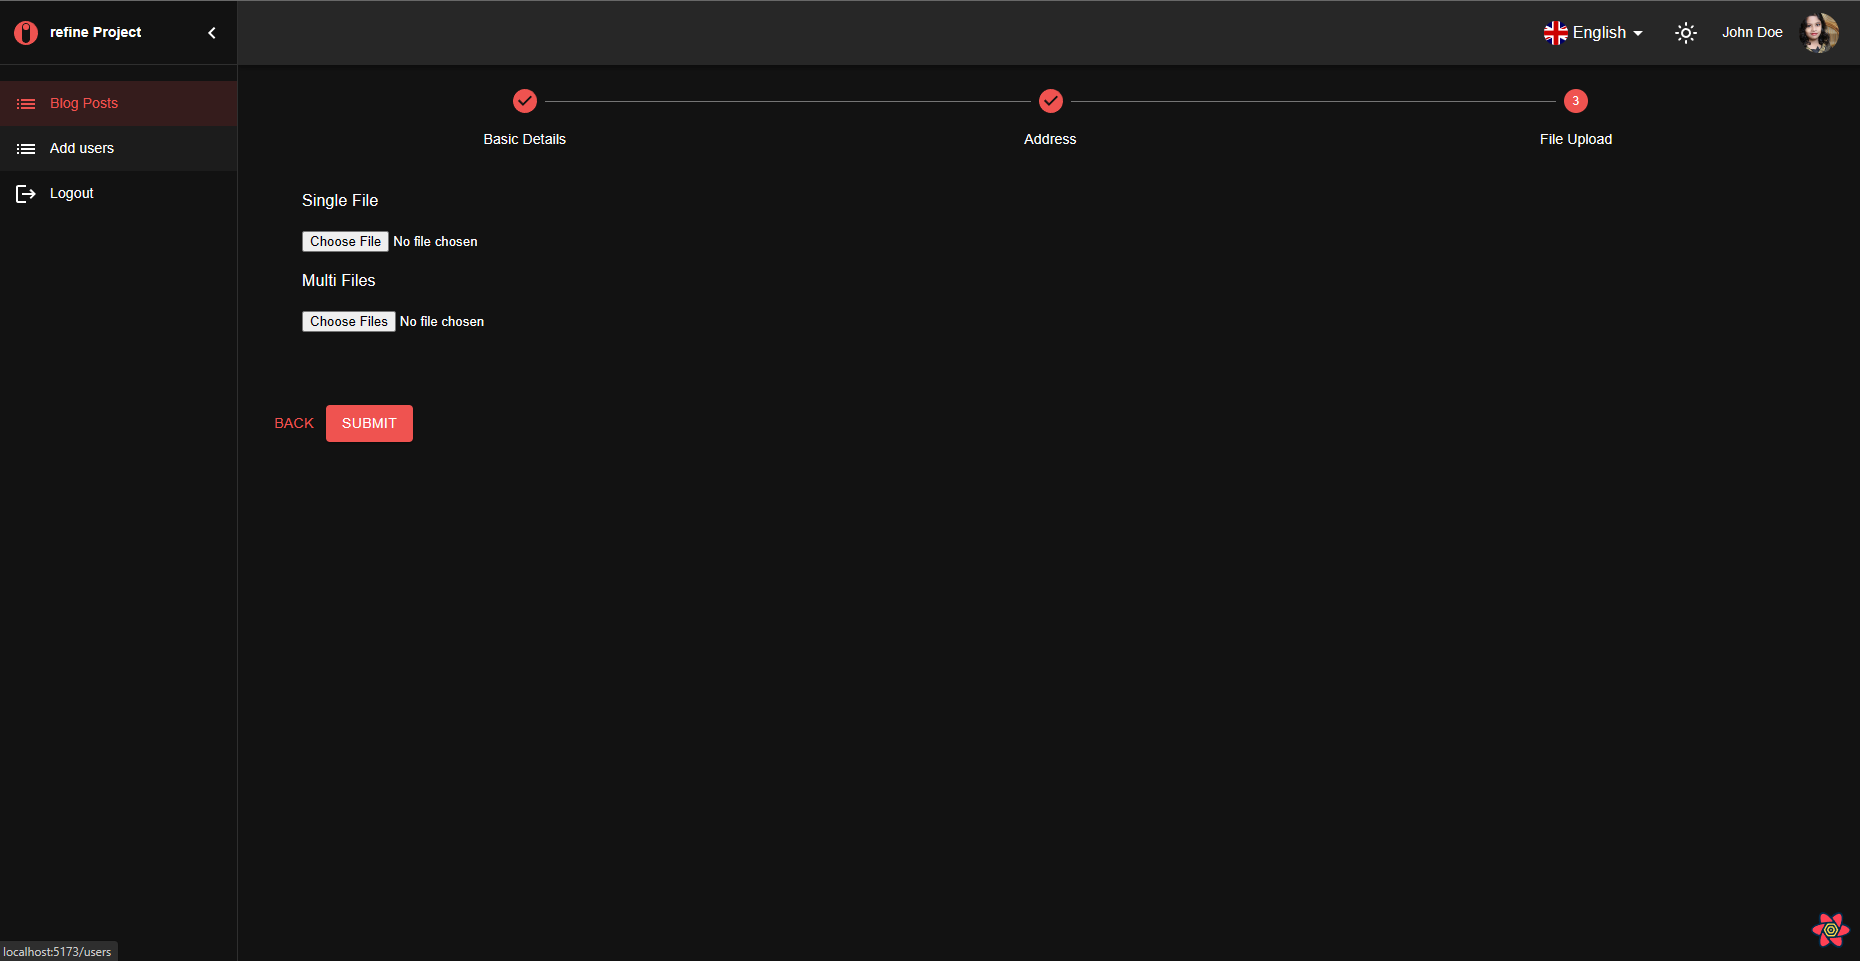 refine Project
English
John Doe
Blog Posts
Add users
Logout
3
Basic Details
Address
File Upload
Single File
Choose File No file chosen
Multi Files
Choose Files No file chosen
BACK
SUBMIT
localhost:5173/users